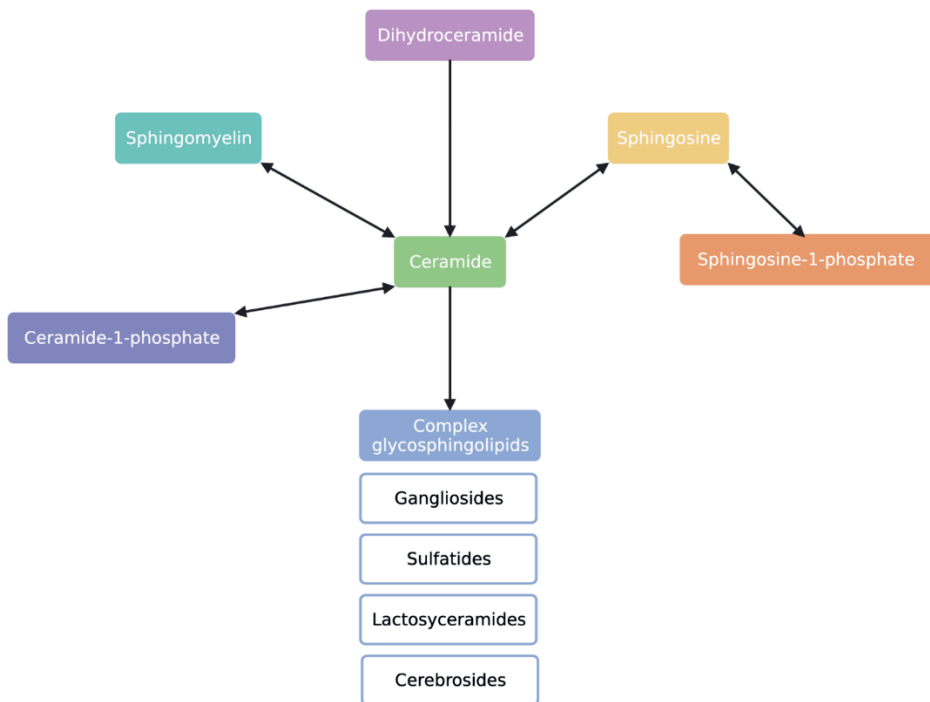 Dihydroceramide
Sphingomyelin
Sphingosine
Ceramide
Sphingosine-1-phosphate
Ceramide-1-phosphate
Complex
glycosphingolipids
Gangliosides
Sulfatides
Lactosyceramides
Cerebrosides